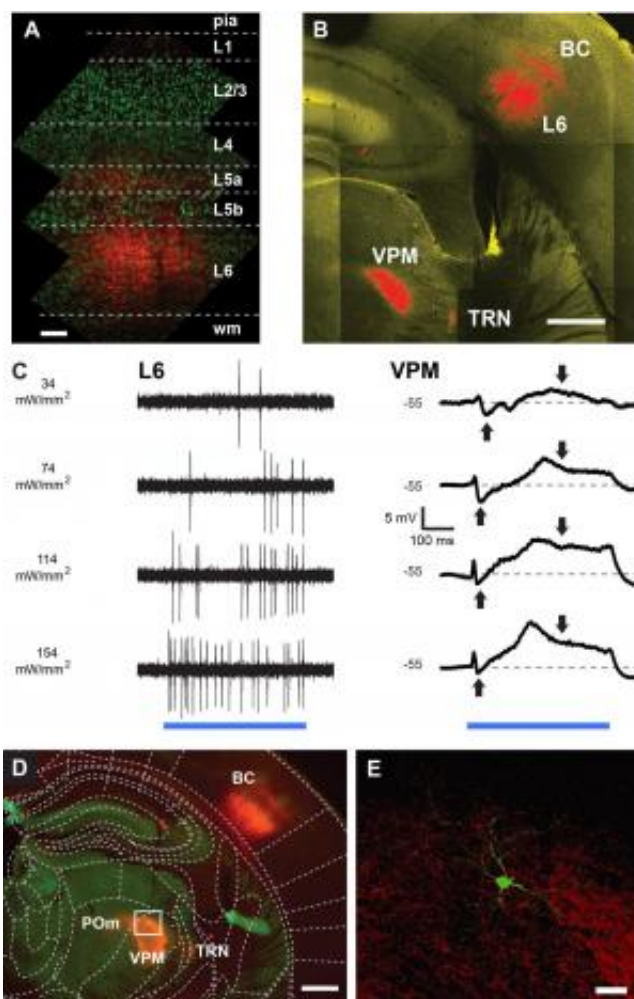 A
pia
L1
L2/3
L4
L5a
L5b
L6
wm
B
BC
L6
VPM
TRN
C
L6
VPM
34
mW/mm2
-55
74
mW/mm2
-55
5 mV
100 ms
114
mW/mm2
-55
154
mW/mm2
-55
D
BC
POm
VPM
TRN
E